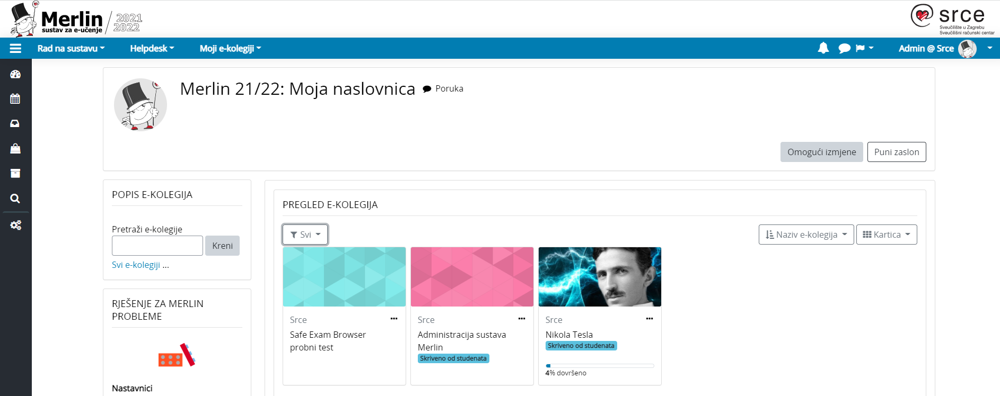 Merlin
sustav za e-učenje
2021
2022
srce
Sveučilište u Zagrebu
Sveučilišni računski centar
Rad na sustavu
Helpdesk
Moji e-kolegiji
Admin @ Srce
Merlin 21/22: Moja naslovnica
Poruka
Omogući izmjene
Puni zaslon
POPIS E-KOLEGIJA
Pretraži e-kolegije
Kreni
Svi e-kolegiji ...
RJEŠENJE ZA MERLIN
PROBLEME
Nastavnici
PREGLED E-KOLEGIJA
Svi
Naziv e-kolegija
Kartica
Srce
Safe Exam Browser
probni test
Srce
Administracija sustava
Merlin
Skriveno od studenata
Srce
Nikola Tesla
Skriveno od studenata
4% dovršeno